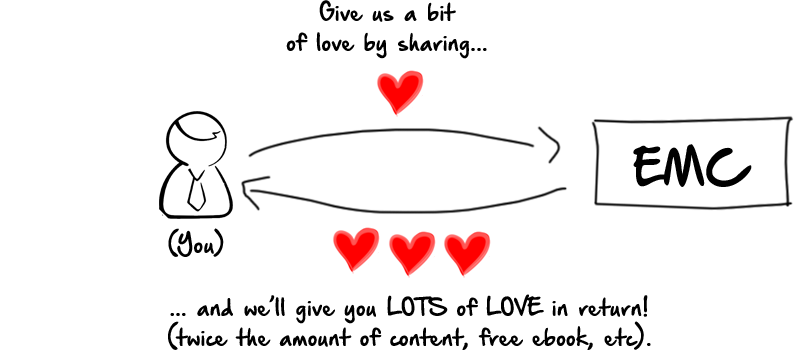 Give us a bit
of love by sharing...
EMC
(You)
... and we'll give you LOTS of LOVE in return!
(twice the amount of content, free ebook, etc).